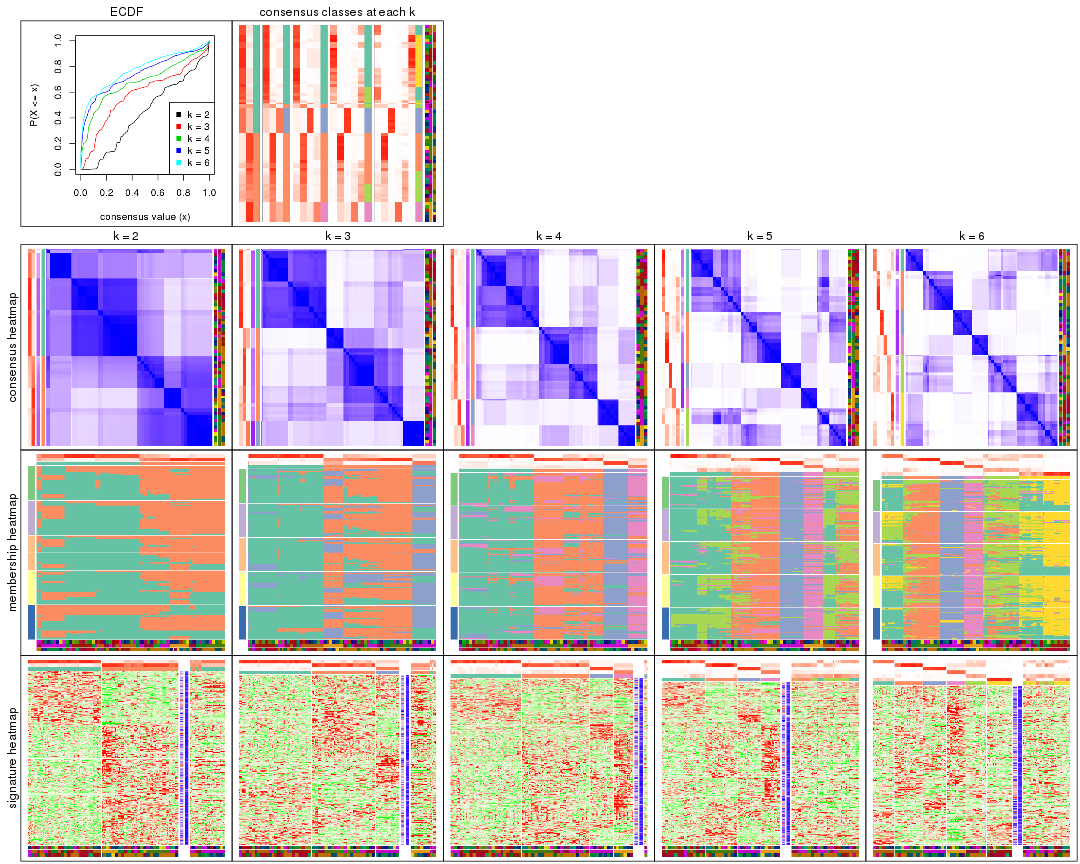 ECDF
consensus classes at each k
P(X <= x)
0.0
0.2
0.4
0.6
0.8
1.0
k = 2
k = 3
k = 4
k = 5
k = 6
0.0 0.2 0.4 0.6 0.8 1.0
consensus value (x)
k = 2 k = 3 k = 4 k = 5 k = 6
consensus heatmap
membership heatmap
signature heatmap